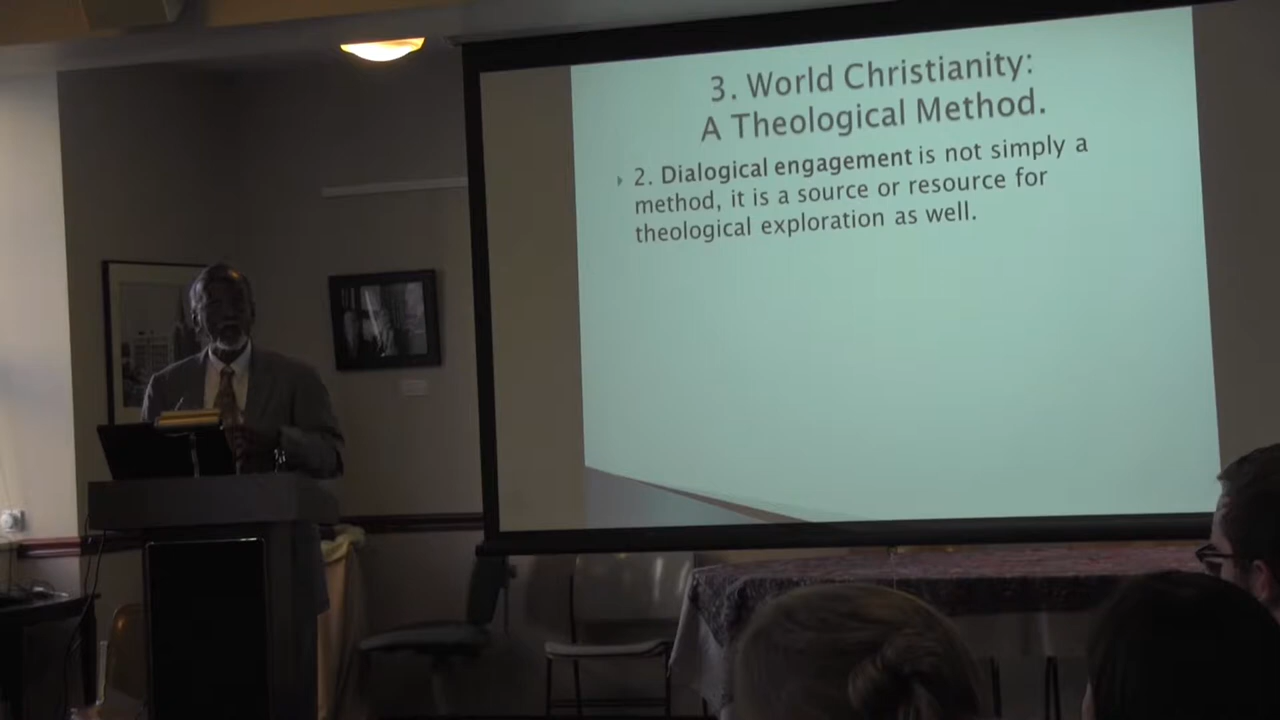 3. World Christianity:
A Theological Method.
2. Dialogical engagement is not simply a
method, it is a source or resource for
theological exploration as well.